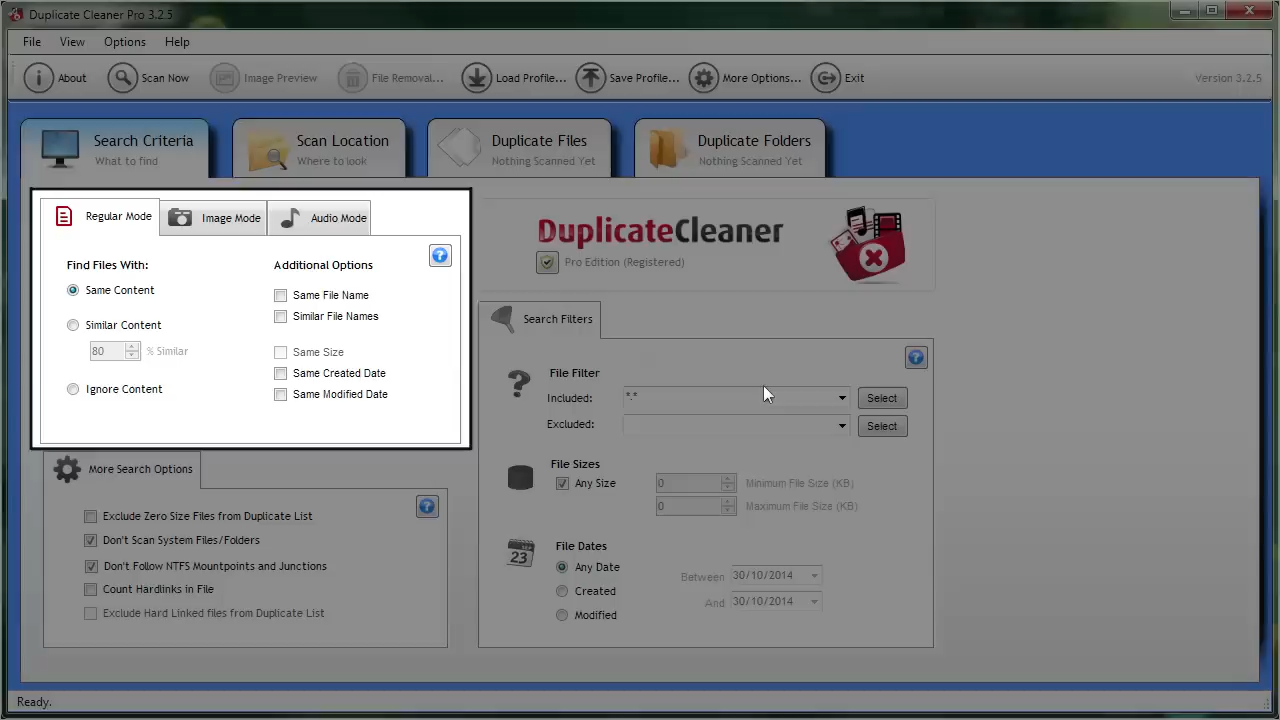 Duplicate Cleaner Pro 3.2.5
File View Options Help
About Scan Now Image Preview File Removal... Load Profile... Save Profile... More Options... Exit Version 3.2.5
Search Criteria
What to find
Scan Location
Where to look
Duplicate Files
Nothing Scanned Yet
Duplicate Folders
Nothing Scanned Yet
Regular Mode Image Mode Audio Mode
Find Files With:
Same Content
Similar Content
80 % Similar
Ignore Content
Additional Options
Same File Name
Similar File Names
Same Size
Same Created Date
Same Modified Date
DuplicateCleaner
Pro Edition (Registered)
More Search Options
Exclude Zero Size Files from Duplicate List
Don't Scan System Files/Folders
Don't Follow NTFS Mountpoints and Junctions
Count Hardlinks in File
Exclude Hard Linked files from Duplicate List
Search Filters
File Filter
Included: *.* Select
Excluded: Select
File Sizes
Any Size 0 Minimum File Size (KB)
0 Maximum File Size (KB)
23
File Dates
Any Date Between 30/10/2014
Created And 30/10/2014
Modified
Ready.